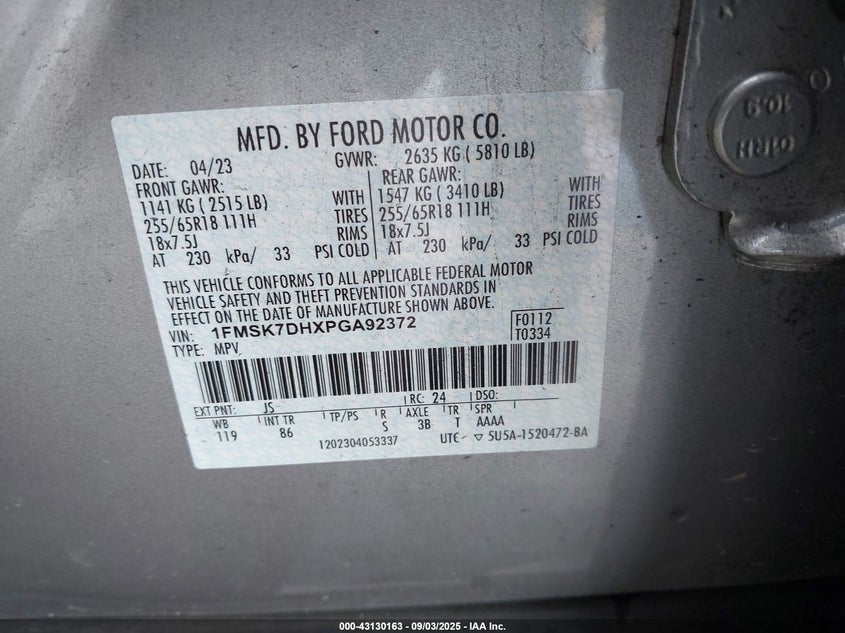 MFD. BY FORD MOTOR CO.
DATE: 04/23 GVWR: 2635 KG ( 5810 LB)
FRONT GAWR: REAR GAWR:
1141 KG ( 2515 LB) WITH 1547 KG ( 3410 LB) WITH
255/65R18 111H TIRES 255/65R18 111H TIRES
18x7.5J RIMS 18x7.5J RIMS
AT 230 kPa/ 33 PSI COLD AT 230 kPa/ 33 PSI COLD
THIS VEHICLE CONFORMS TO ALL APPLICABLE FEDERAL MOTOR
VEHICLE SAFETY AND THEFT PREVENTION STANDARDS IN
EFFECT ON THE DATE OF MANUFACTURE SHOWN ABOVE.
VIN: 1FMSK7DHXPGA92372 F0112
TYPE: MPV T0334
EXT PNT: JS RC: 24 DSO:
WB INT TR TP/PS R AXLE TR SPR
119 86 S 3B T AAAA
1202304053337 UTC ▽ 5U5A-1520472-BA
10.9
01RH
000-43130163 - 09/03/2025 - IAA Inc.